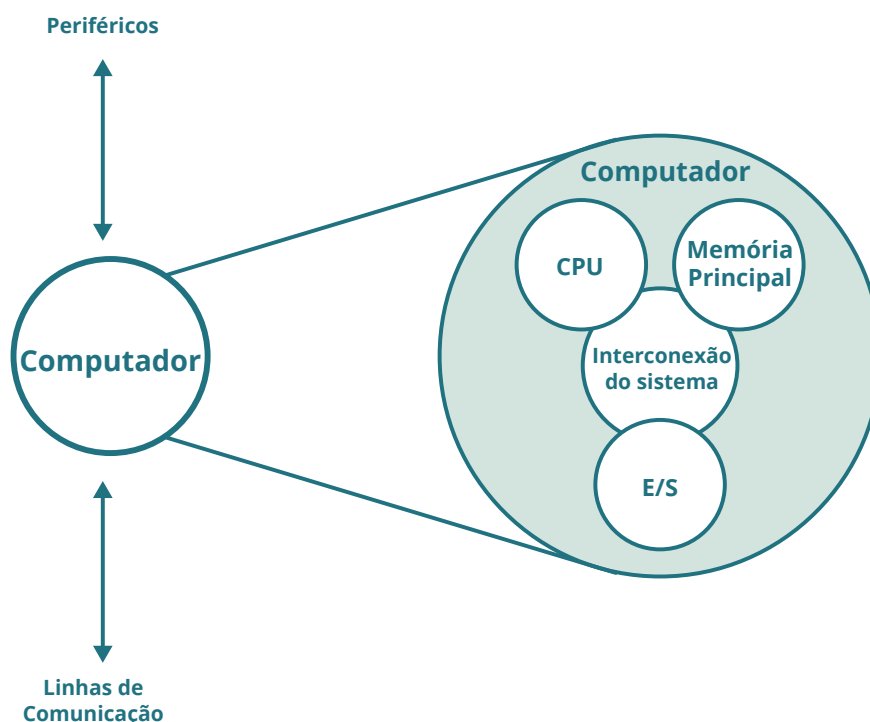 Periféricos
Computador
Linhas de
Comunicação
Computador
CPU
Memória
Principal
Interconexão
do sistema
E/S